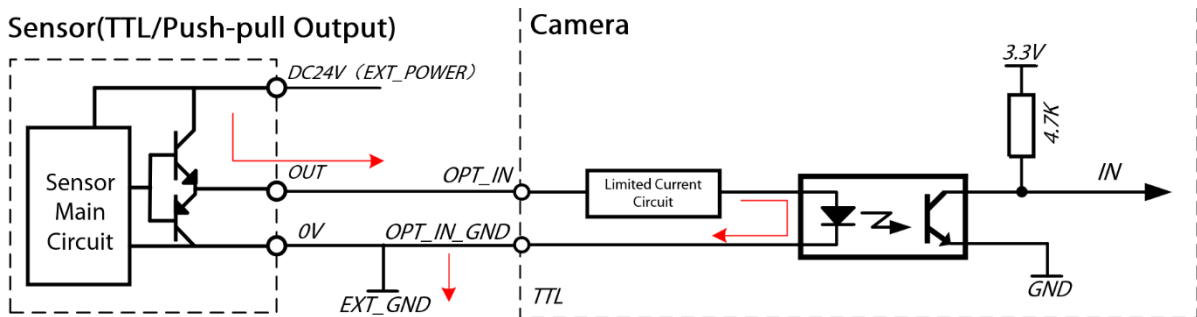 Sensor(TTL/Push-pull Output)
Camera
DC24V（EXT_POWER）
3.3V
4.7K
Sensor
Main
Circuit
OUT
OPT_IN
Limited Current
Circuit
IN
0V
OPT_IN_GND
EXT_GND
TTL
GND